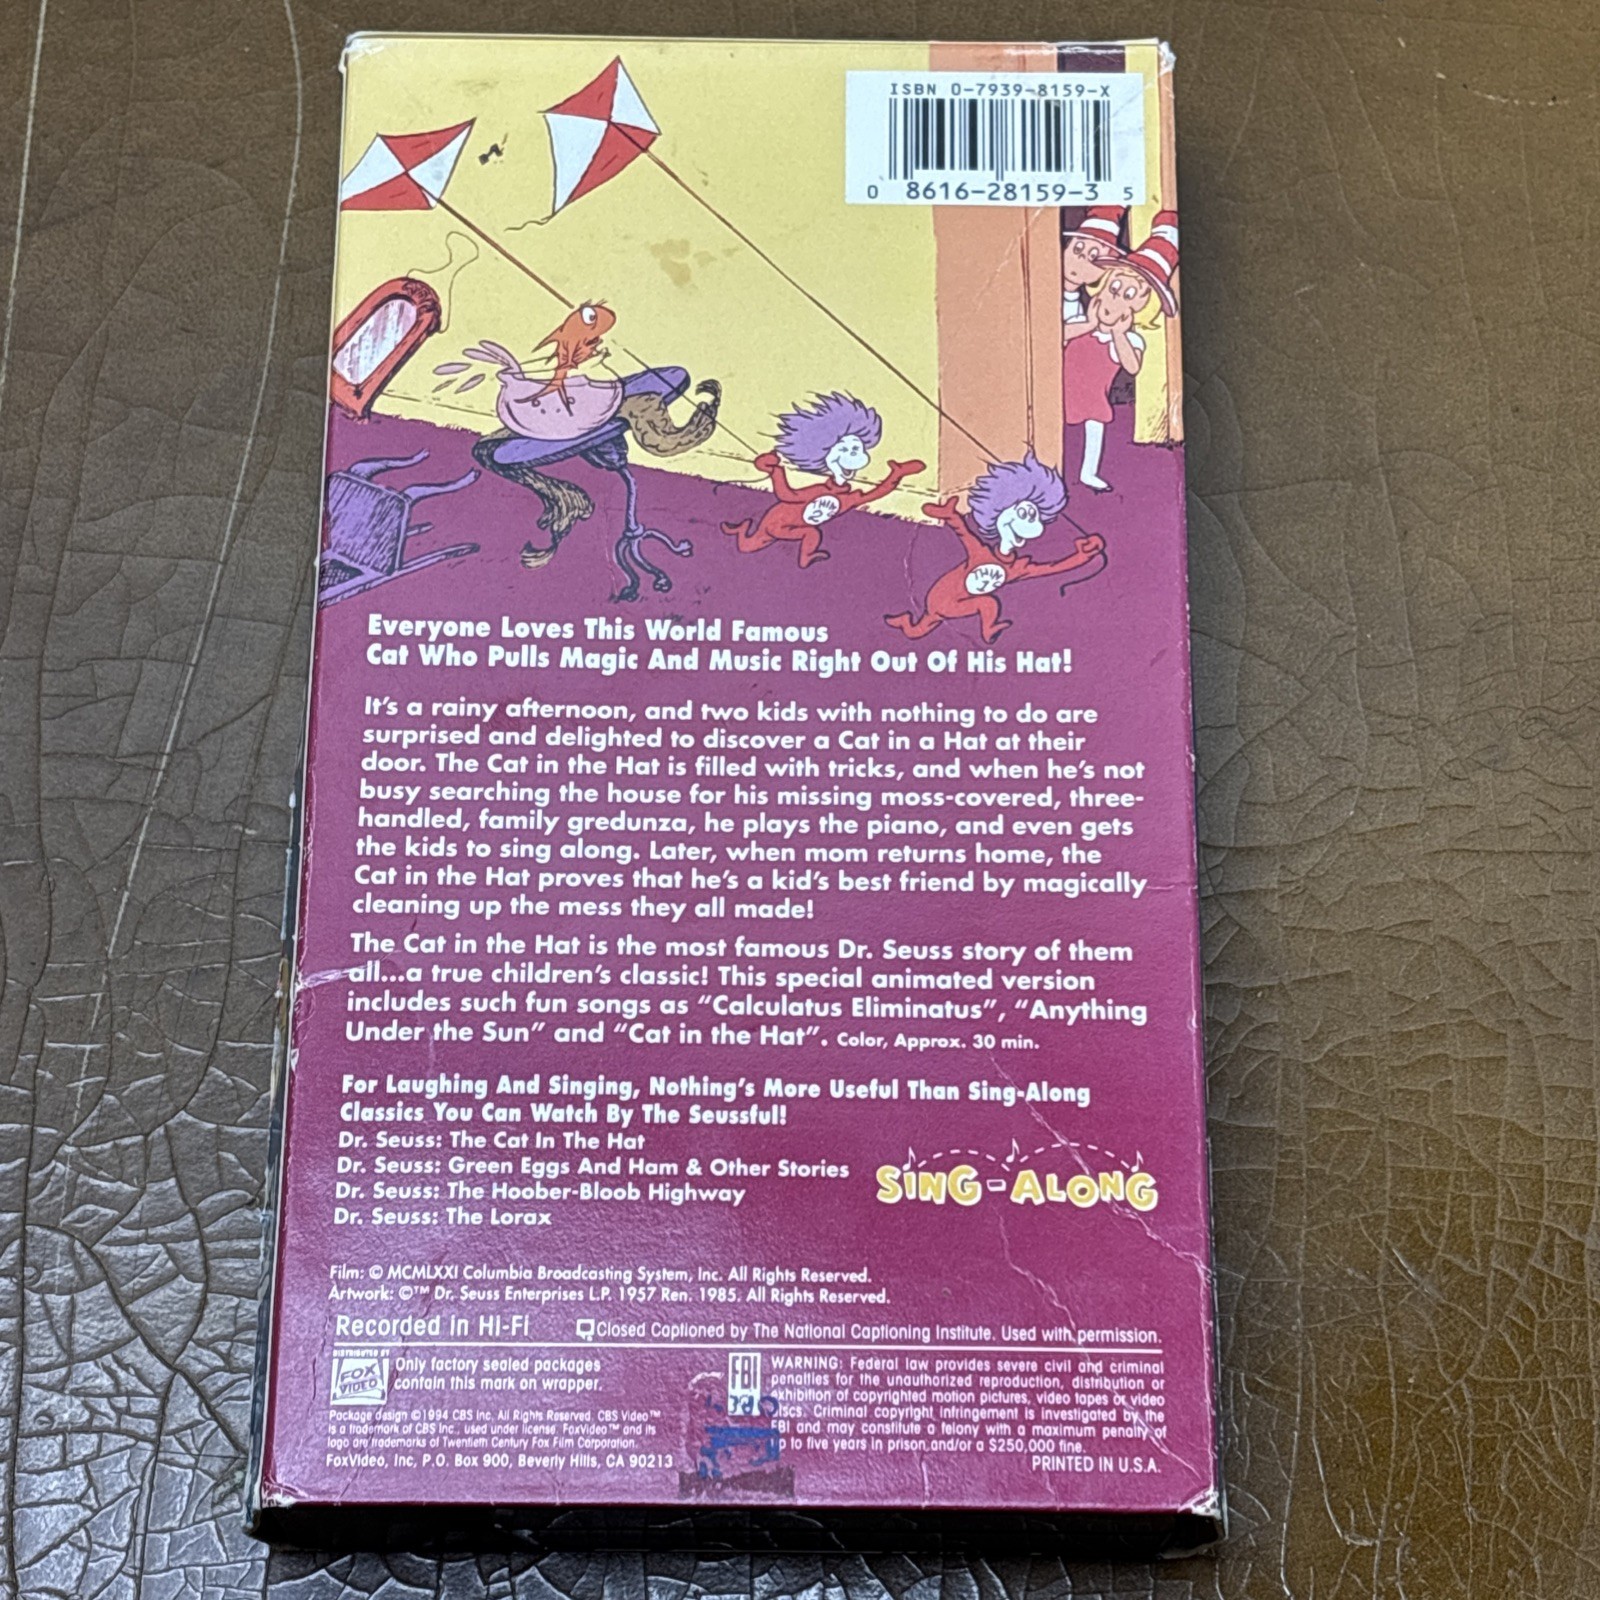 ISBN 0-7939-8159-X
0 8616-28159-3 5
THING 2
THING 1
Everyone Loves This World Famous
Cat Who Pulls Magic And Music Right Out Of His Hat!
It's a rainy afternoon, and two kids with nothing to do are
surprised and delighted to discover a Cat in a Hat at their
door. The Cat in the Hat is filled with tricks, and when he's not
busy searching the house for his missing moss-covered, three-
handled, family gredunza, he plays the piano, and even gets
the kids to sing along. Later, when mom returns home, the
Cat in the Hat proves that he's a kid's best friend by magically
cleaning up the mess they all made!
The Cat in the Hat is the most famous Dr. Seuss story of them
all...a true children's classic! This special animated version
includes such fun songs as "Calculatus Eliminatus", "Anything
Under the Sun" and "Cat in the Hat". Color, Approx. 30 min.
For Laughing And Singing, Nothing's More Useful Than Sing-Along
Classics You Can Watch By The Seussful!
Dr. Seuss: The Cat In The Hat
Dr. Seuss: Green Eggs And Ham & Other Stories
Dr. Seuss: The Hoober-Bloob Highway
Dr. Seuss: The Lorax
SING-ALONG
Film: © MCMLXXI Columbia Broadcasting System, Inc. All Rights Reserved.
Artwork: ©™ Dr. Seuss Enterprises L.P. 1957 Ren. 1985. All Rights Reserved.
Recorded in Hi-Fi
Closed Captioned by The National Captioning Institute. Used with permission.
DISTRIBUTED BY
FOX
VIDEO
Only factory sealed packages
contain this mark on wrapper.
Package design ©1994 CBS Inc. All Rights Reserved. CBS Video™
is a trademark of CBS Inc., used under license. FoxVideo™ and its
logo are trademarks of Twentieth Century Fox Film Corporation.
FoxVideo, Inc, P.O. Box 900, Beverly Hills, CA 90213
FBI
WARNING: Federal law provides severe civil and criminal
penalties for the unauthorized reproduction, distribution or
exhibition of copyrighted motion pictures, video tapes or video
discs. Criminal copyright infringement is investigated by the
FBI and may constitute a felony with a maximum penalty of
up to five years in prison and/or a $250,000 fine.
PRINTED IN U.S.A.